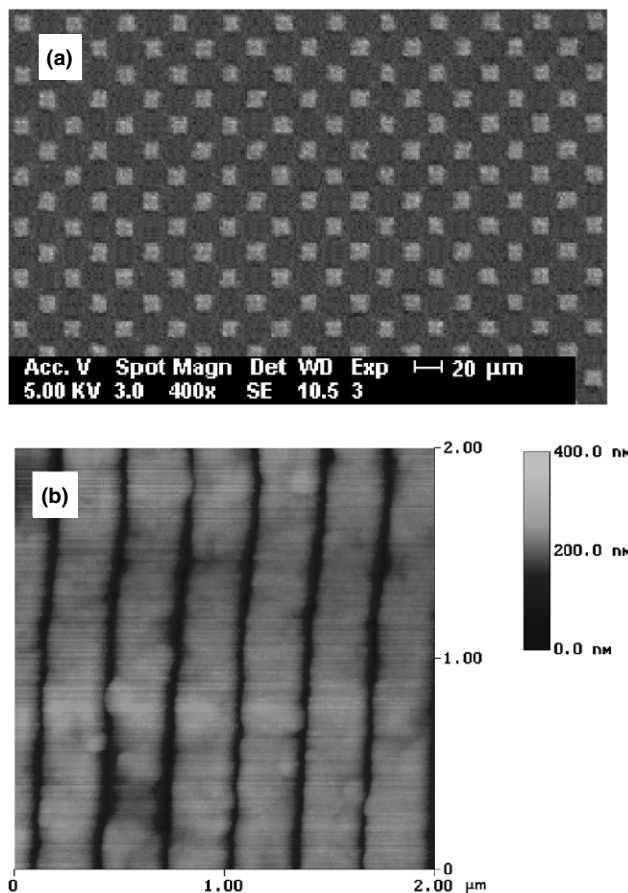 (a)
Acc. V Spot Magn Det WD Exp 20 µm
5.00 KV 3.0 400x SE 10.5 3
(b)
2.00
1.00
0
0 1.00 2.00
µm
400.0 nM
200.0 nM
0.0 nM